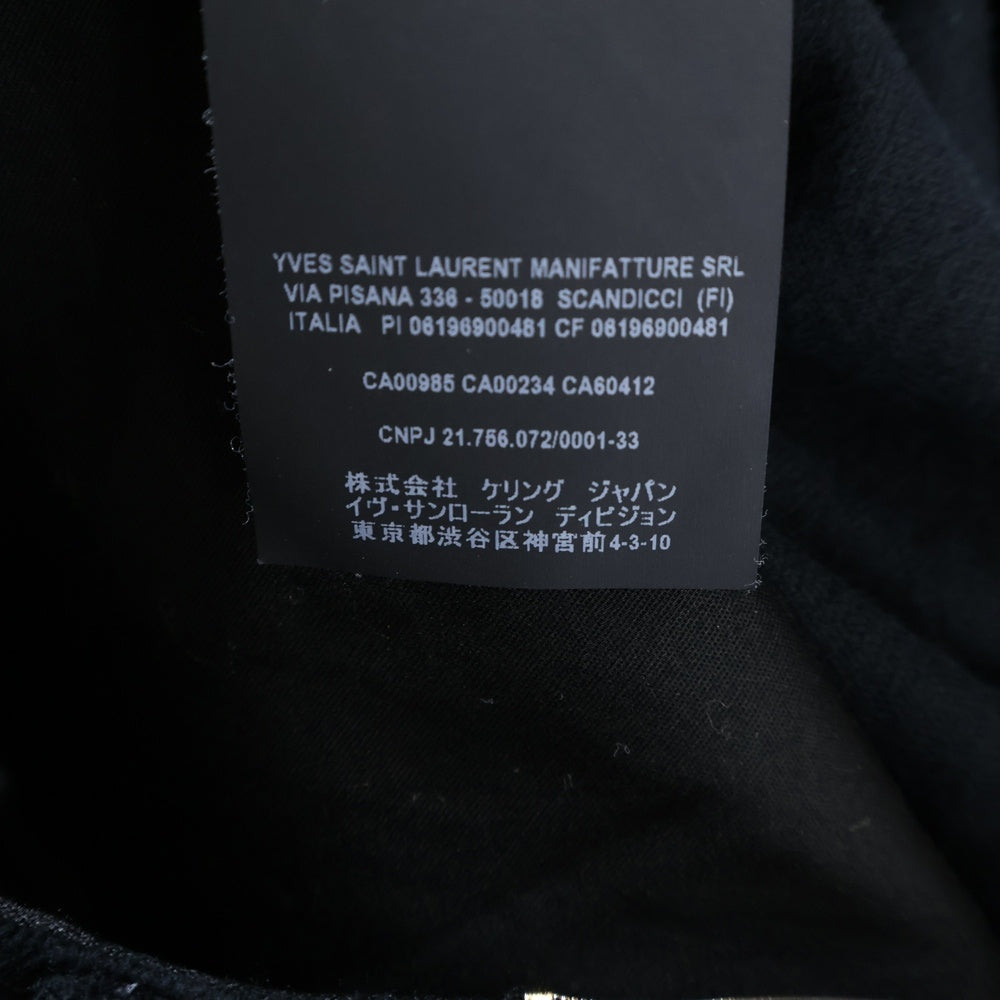 YVES SAINT LAURENT MANIFATTURE SRL
VIA PISANA 336 - 50018 SCANDICCI (FI)
ITALIA PI 06196900481 CF 06196900481
CA00985 CA00234 CA60412
CNPJ 21.756.072/0001-33
株式会社 ケリング ジャパン
イヴ・サンローラン ディビジョン
東京都渋谷区神宮前4-3-10